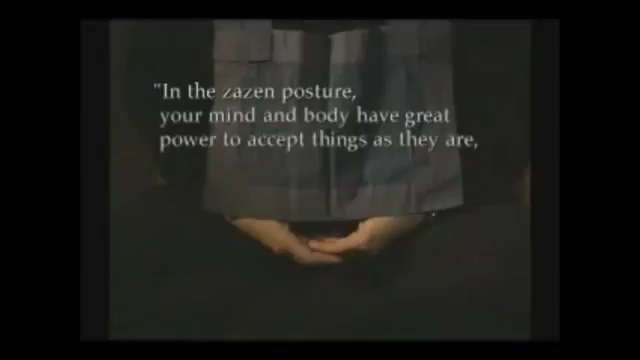 "In the zazen posture,
your mind and body have great
power to accept things as they are,